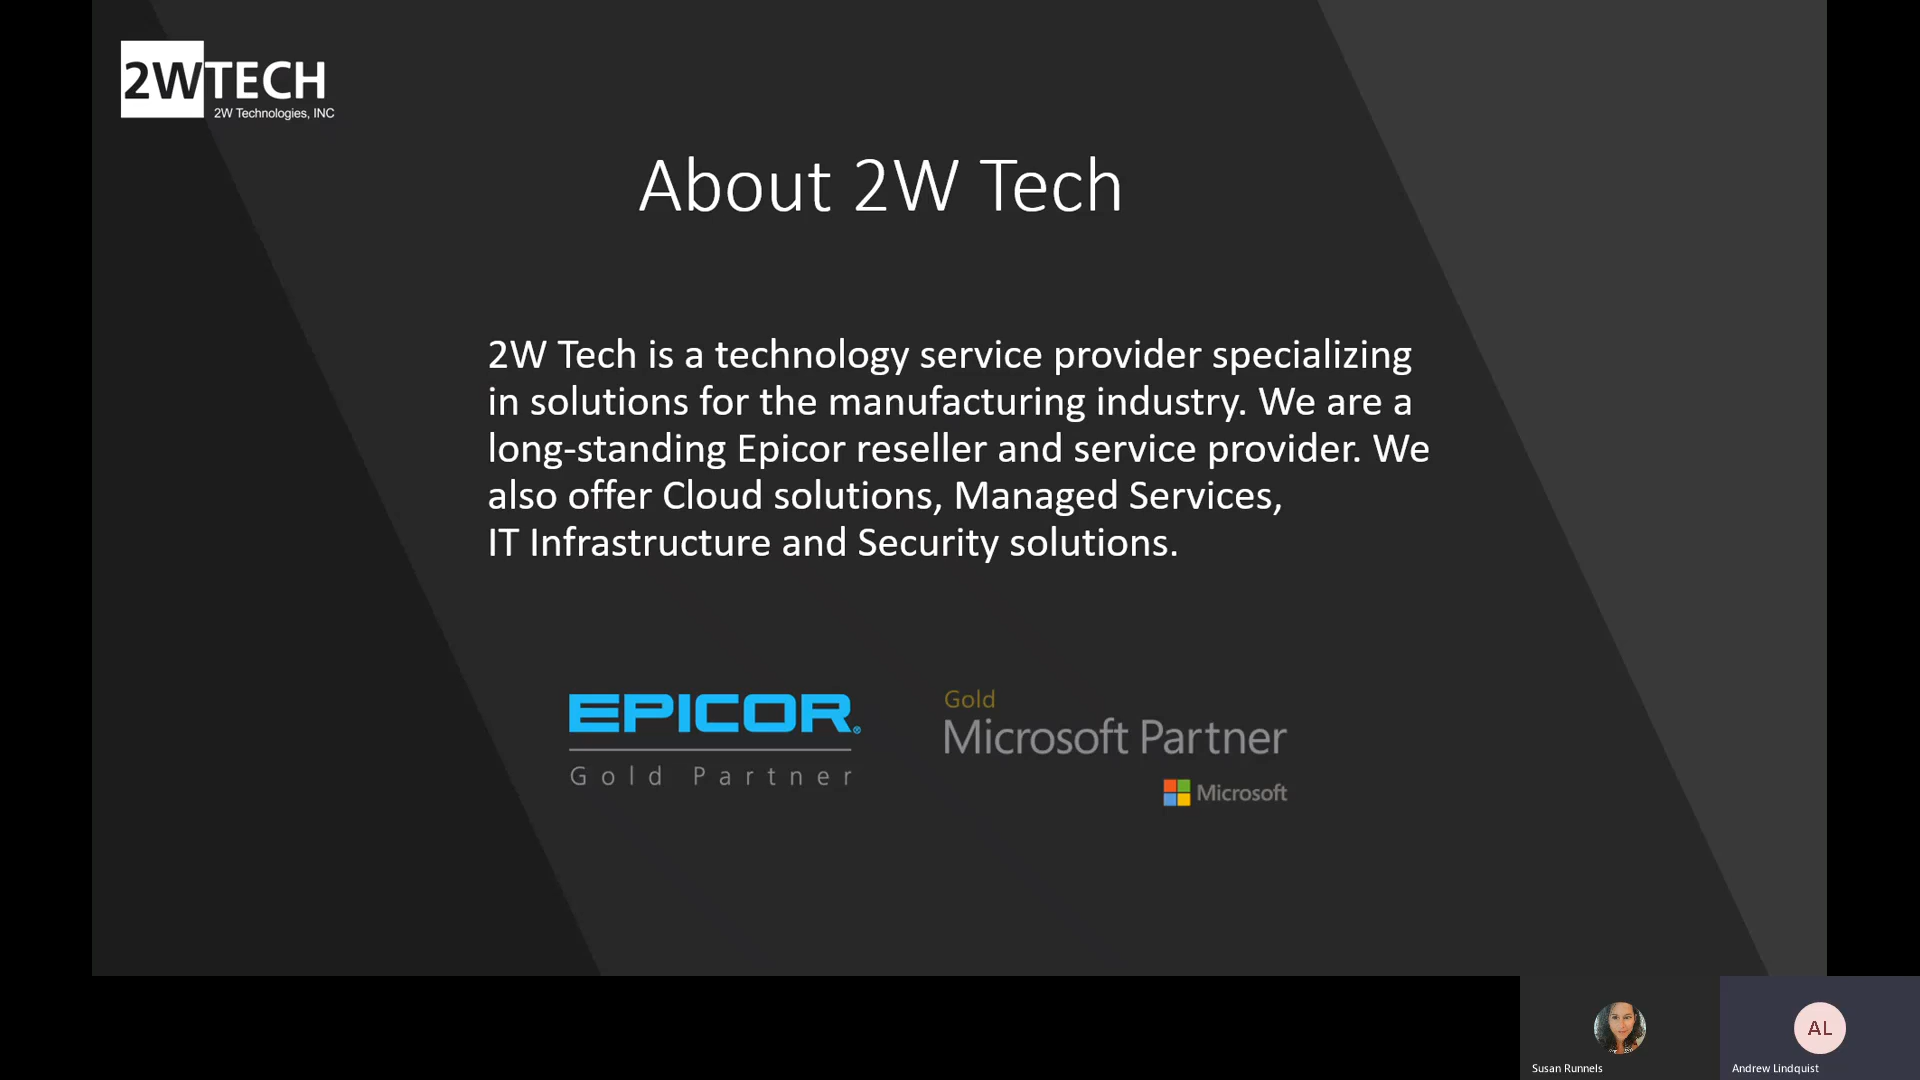 2WTECH
2W Technologies, INC
About 2W Tech
2W Tech is a technology service provider specializing
in solutions for the manufacturing industry. We are a
long-standing Epicor reseller and service provider. We
also offer Cloud solutions, Managed Services,
IT Infrastructure and Security solutions.
EPICOR®
Gold Partner
Gold
Microsoft Partner
Microsoft
AL
Susan Runnels
Andrew Lindquist